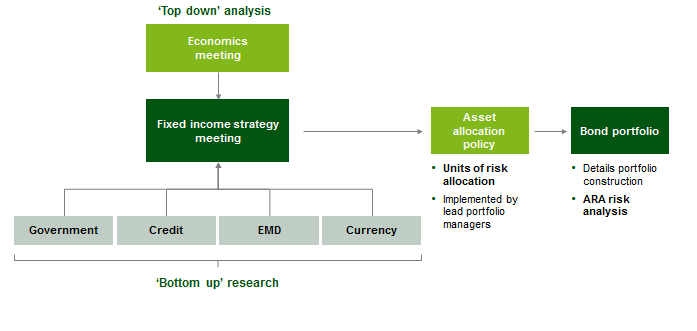 ‘Top down’ analysis
Economics
meeting
Fixed income strategy
meeting
Asset
allocation
policy
Bond portfolio
• Units of risk
allocation
• Implemented by
lead portfolio
managers
• Details portfolio
construction
• ARA risk
analysis
Government
Credit
EMD
Currency
‘Bottom up’ research